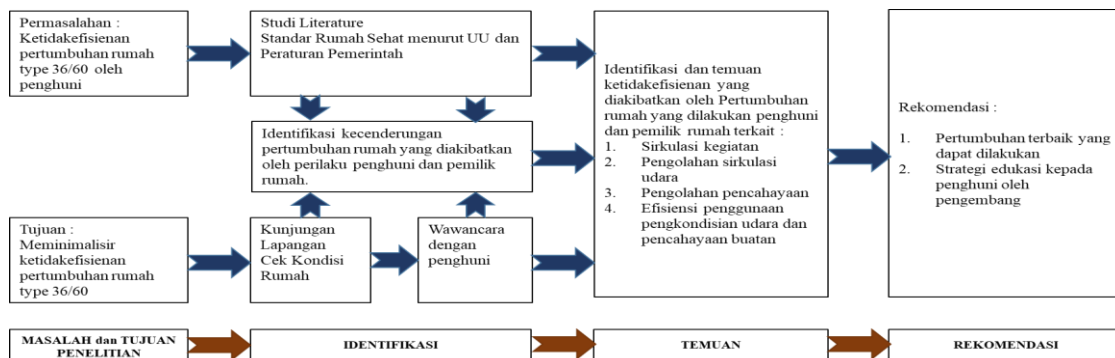 Permasalahan :
Ketidakefisienan
pertumbuhan rumah
type 36/60 oleh
penghuni
Studi Literature
Standar Rumah Sehat menurut UU dan
Peraturan Pemerintah
Identifikasi kecenderungan
pertumbuhan rumah yang diakibatkan
oleh perilaku penghuni dan pemilik
rumah.
Tujuan :
Meminimalisir
ketidakefisienan
pertumbuhan rumah
type 36/60
Kunjungan
Lapangan
Cek Kondisi
Rumah
Wawancara
dengan
penghuni
Identifikasi dan temuan
ketidakefisienan yang
diakibatkan oleh Pertumbuhan
rumah yang dilakukan penghuni
dan pemilik rumah terkait :
1. Sirkulasi kegiatan
2. Pengolahan sirkulasi
udara
3. Pengolahan pencahayaan
4. Efisiensi penggunaan
pengkondisian udara dan
pencahayaan buatan
Rekomendasi :
1. Pertumbuhan terbaik yang
dapat dilakukan
2. Strategi edukasi kepada
penghuni oleh
pengembang
MASALAH dan TUJUAN
PENELITIAN
IDENTIFIKASI
TEMUAN
REKOMENDASI